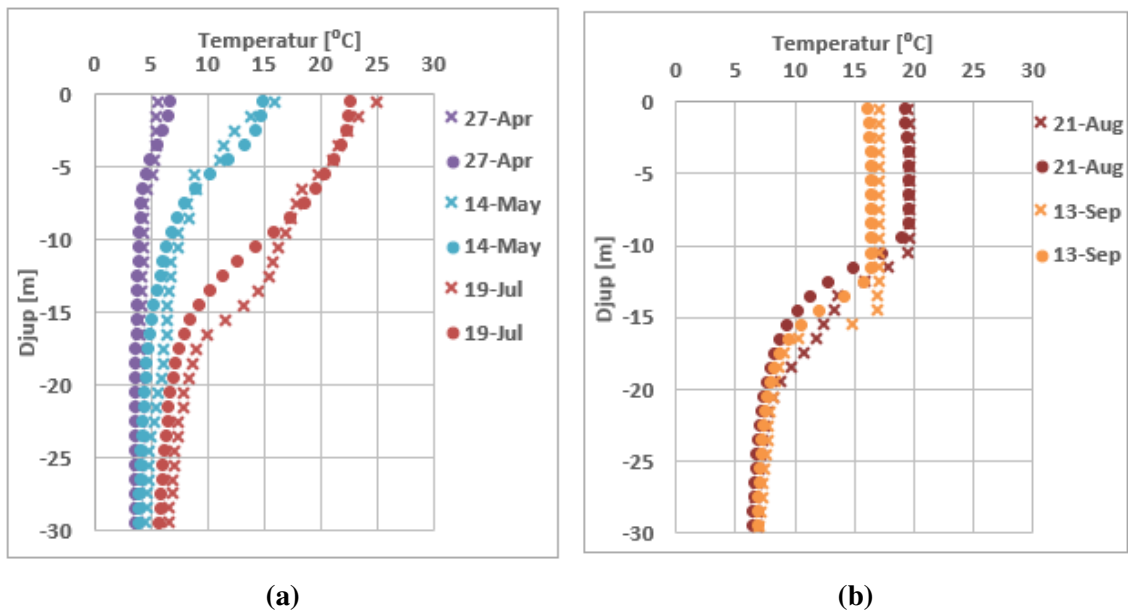 Temperatur [⁰C]
0 5 10 15 20 25 30
0
-5
-10
-15
-20
-25
-30
Djup [m]
27-Apr
27-Apr
14-May
14-May
19-Jul
19-Jul
(a)
Temperatur [⁰C]
0 5 10 15 20 25 30
0
-5
-10
-15
-20
-25
-30
Djup [m]
21-Aug
21-Aug
13-Sep
13-Sep
(b)